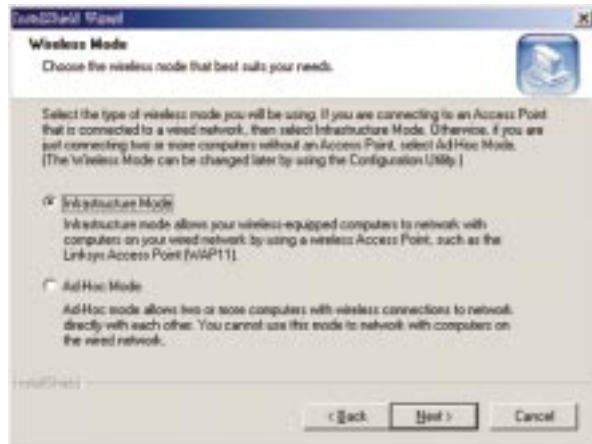 InstallShield Wizard
Wireless Mode
Choose the wireless mode that best suits your needs.
Select the type of wireless mode you will be using. If you are connecting to an Access Point
that is connected to a wired network, then select Infrastructure Mode. Otherwise, if you are
just connecting two or more computers without an Access Point, select Ad-Hoc Mode.
(The Wireless Mode can be changed later by using the Configuration Utility.)
Infrastructure Mode
Infrastructure mode allows your wireless-equipped computers to network with
computers on your wired network by using a wireless Access Point, such as the
Linksys Access Point (WAP11).
Ad-Hoc Mode
Ad-Hoc mode allows two or more computers with wireless connections to network
directly with each other. You cannot use this mode to network with computers on
the wired network.
InstallShield
< Back
Next >
Cancel